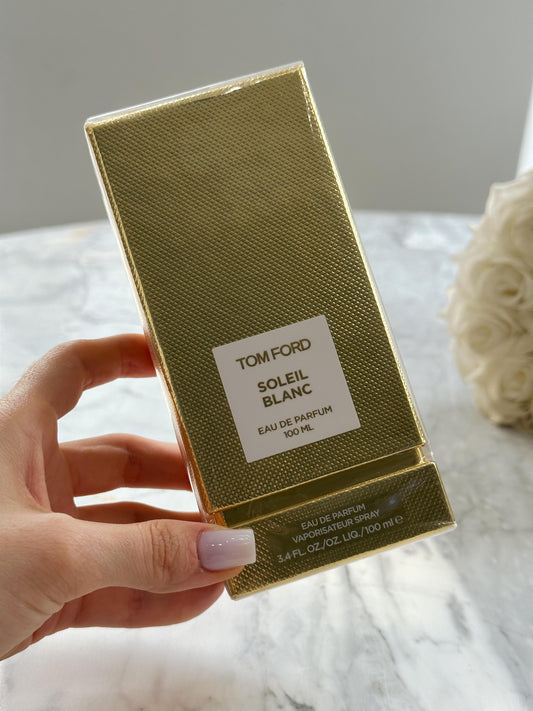 TOM FORD
SOLEIL
BLANC
EAU DE PARFUM
100 ML
EAU DE PARFUM
VAPORISATEUR SPRAY
3.4 FL. OZ./OZ. LIQ./100 ml ℮